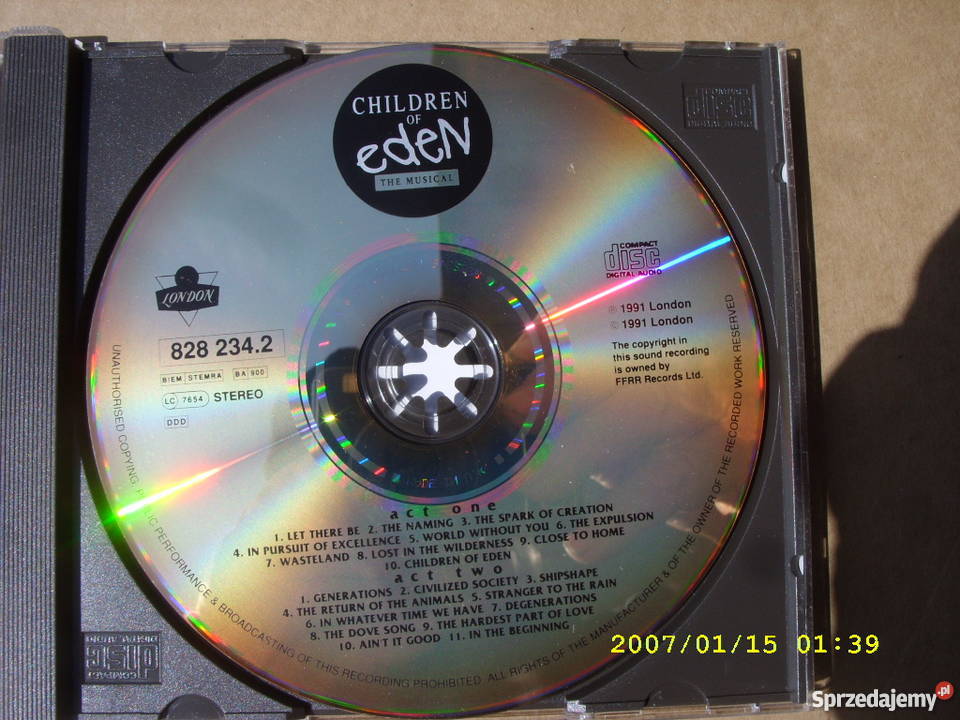 CHILDREN
OF
edeN
THE MUSICAL
COMPACT
disc
DIGITAL AUDIO
COMPACT
disc
DIGITAL AUDIO
LONDON
℗ 1991 London
© 1991 London
The copyright in
this sound recording
is owned by
FFRR Records Ltd.
828 234.2
BIEM STEMRA BA 900
LC 7654 STEREO
DDD
act one
1. LET THERE BE 2. THE NAMING 3. THE SPARK OF CREATION
4. IN PURSUIT OF EXCELLENCE 5. WORLD WITHOUT YOU 6. THE EXPULSION
7. WASTELAND 8. LOST IN THE WILDERNESS 9. CLOSE TO HOME
10. CHILDREN OF EDEN
act two
1. GENERATIONS 2. CIVILIZED SOCIETY 3. SHIPSHAPE
4. THE RETURN OF THE ANIMALS 5. STRANGER TO THE RAIN
6. IN WHATEVER TIME WE HAVE 7. DEGENERATIONS
8. THE DOVE SONG 9. THE HARDEST PART OF LOVE
10. AIN'T IT GOOD 11. IN THE BEGINNING
UNAUTHORISED COPYING, PUBLIC PERFORMANCE & BROADCASTING OF THIS RECORDING PROHIBITED. ALL RIGHTS OF THE MANUFACTURER & OF THE OWNER OF THE RECORDED WORK RESERVED
COMPACT
disc
DIGITAL AUDIO
2007/01/15 01:39
Sprzedajemy.pl